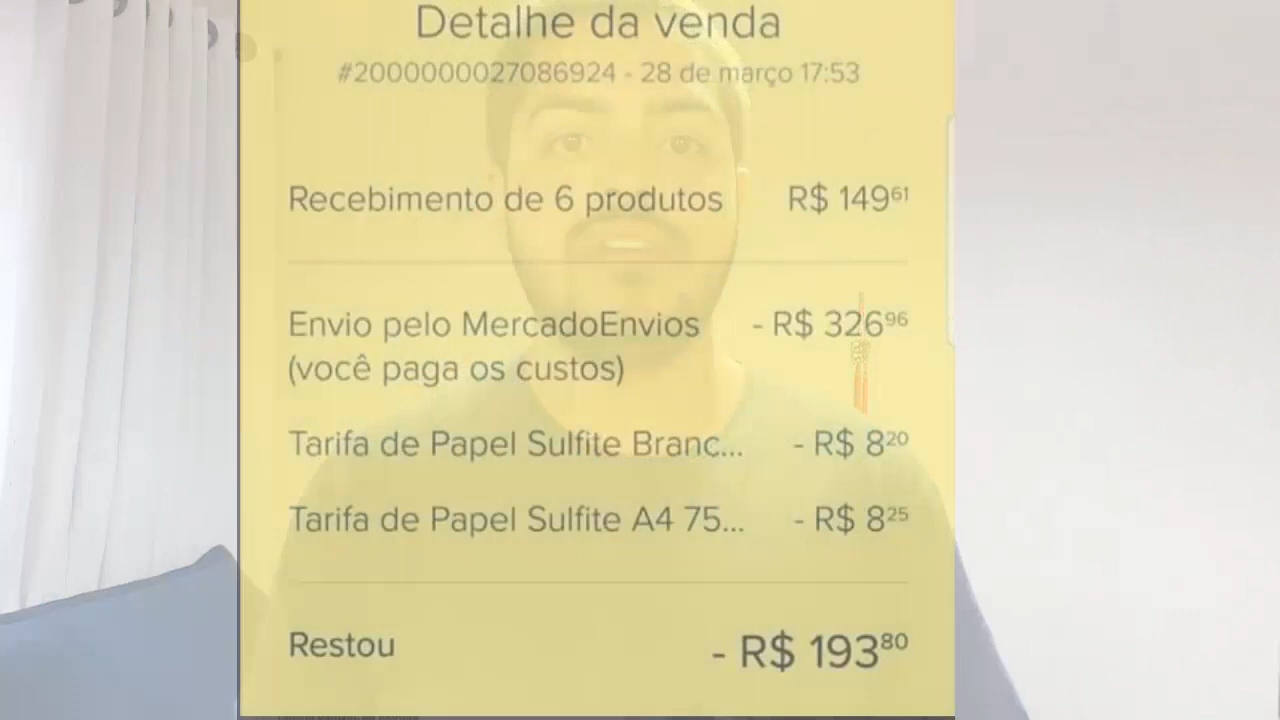 Detalhe da venda
#2000000027086924 - 28 de março 17:53
Recebimento de 6 produtos R$ 149⁶¹
Envio pelo MercadoEnvios - R$ 326⁹⁶
(você paga os custos)
Tarifa de Papel Sulfite Branc... - R$ 8²⁰
Tarifa de Papel Sulfite A4 75... - R$ 8²⁵
Restou - R$ 193⁸⁰